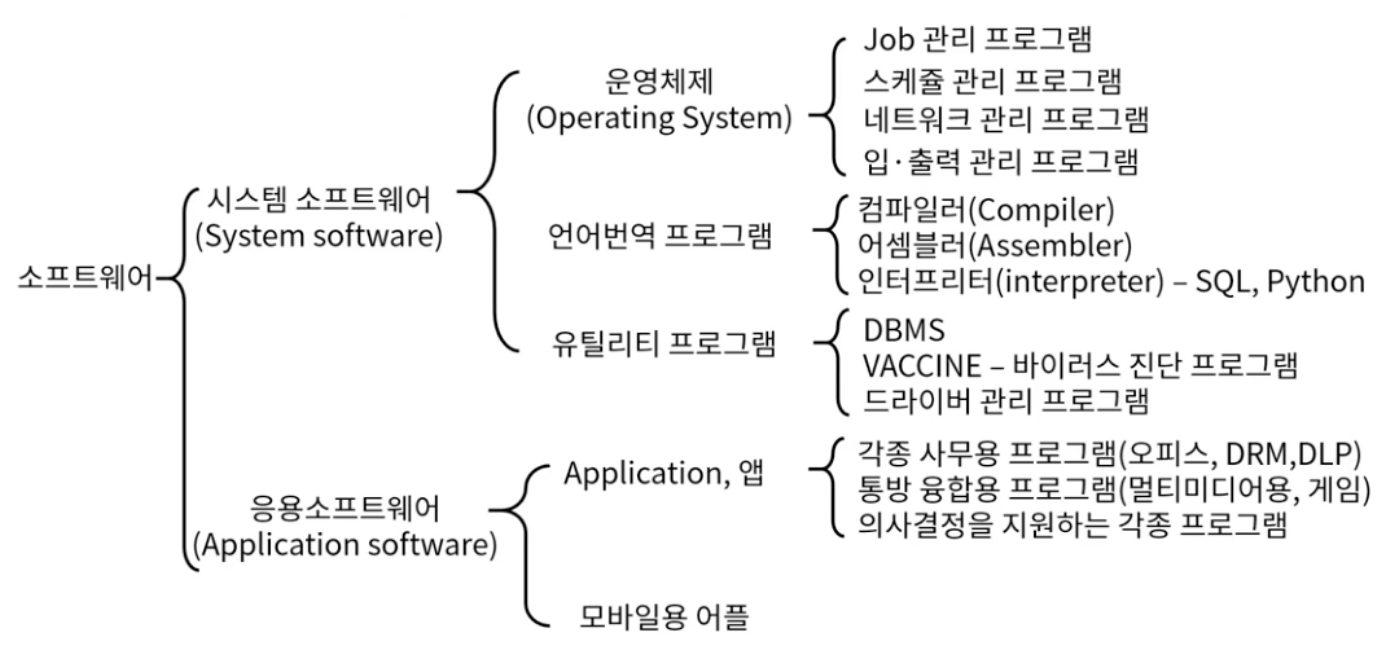 소프트웨어
시스템 소프트웨어
(System software)
운영체제
(Operating System)
Job 관리 프로그램
스케쥴 관리 프로그램
네트워크 관리 프로그램
입·출력 관리 프로그램
언어번역 프로그램
컴파일러(Compiler)
어셈블러(Assembler)
인터프리터(interpreter) – SQL, Python
유틸리티 프로그램
DBMS
VACCINE – 바이러스 진단 프로그램
드라이버 관리 프로그램
응용소프트웨어
(Application software)
Application, 앱
각종 사무용 프로그램(오피스, DRM,DLP)
통방 융합용 프로그램(멀티미디어용, 게임)
의사결정을 지원하는 각종 프로그램
모바일용 어플